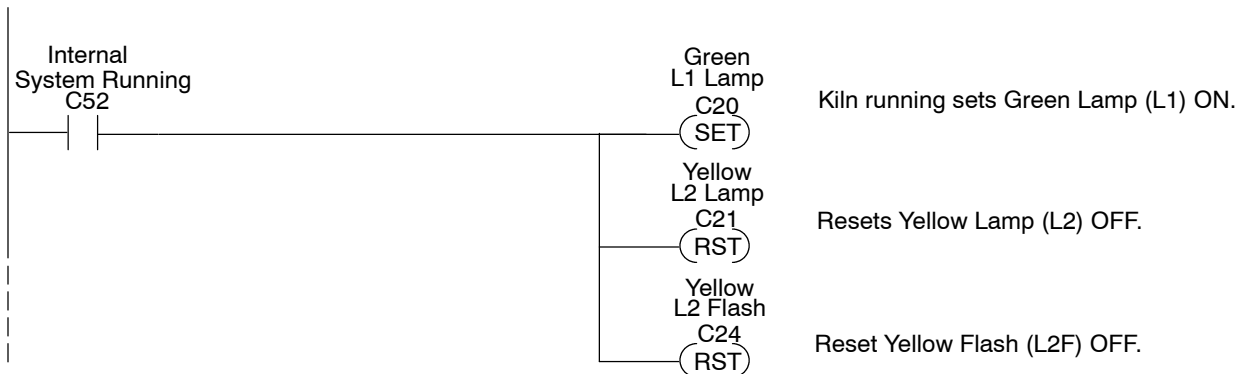 Internal
System Running
C52
Green
L1 Lamp
C20
SET
Kiln running sets Green Lamp (L1) ON.
Yellow
L2 Lamp
C21
RST
Resets Yellow Lamp (L2) OFF.
Yellow
L2 Flash
C24
RST
Reset Yellow Flash (L2F) OFF.